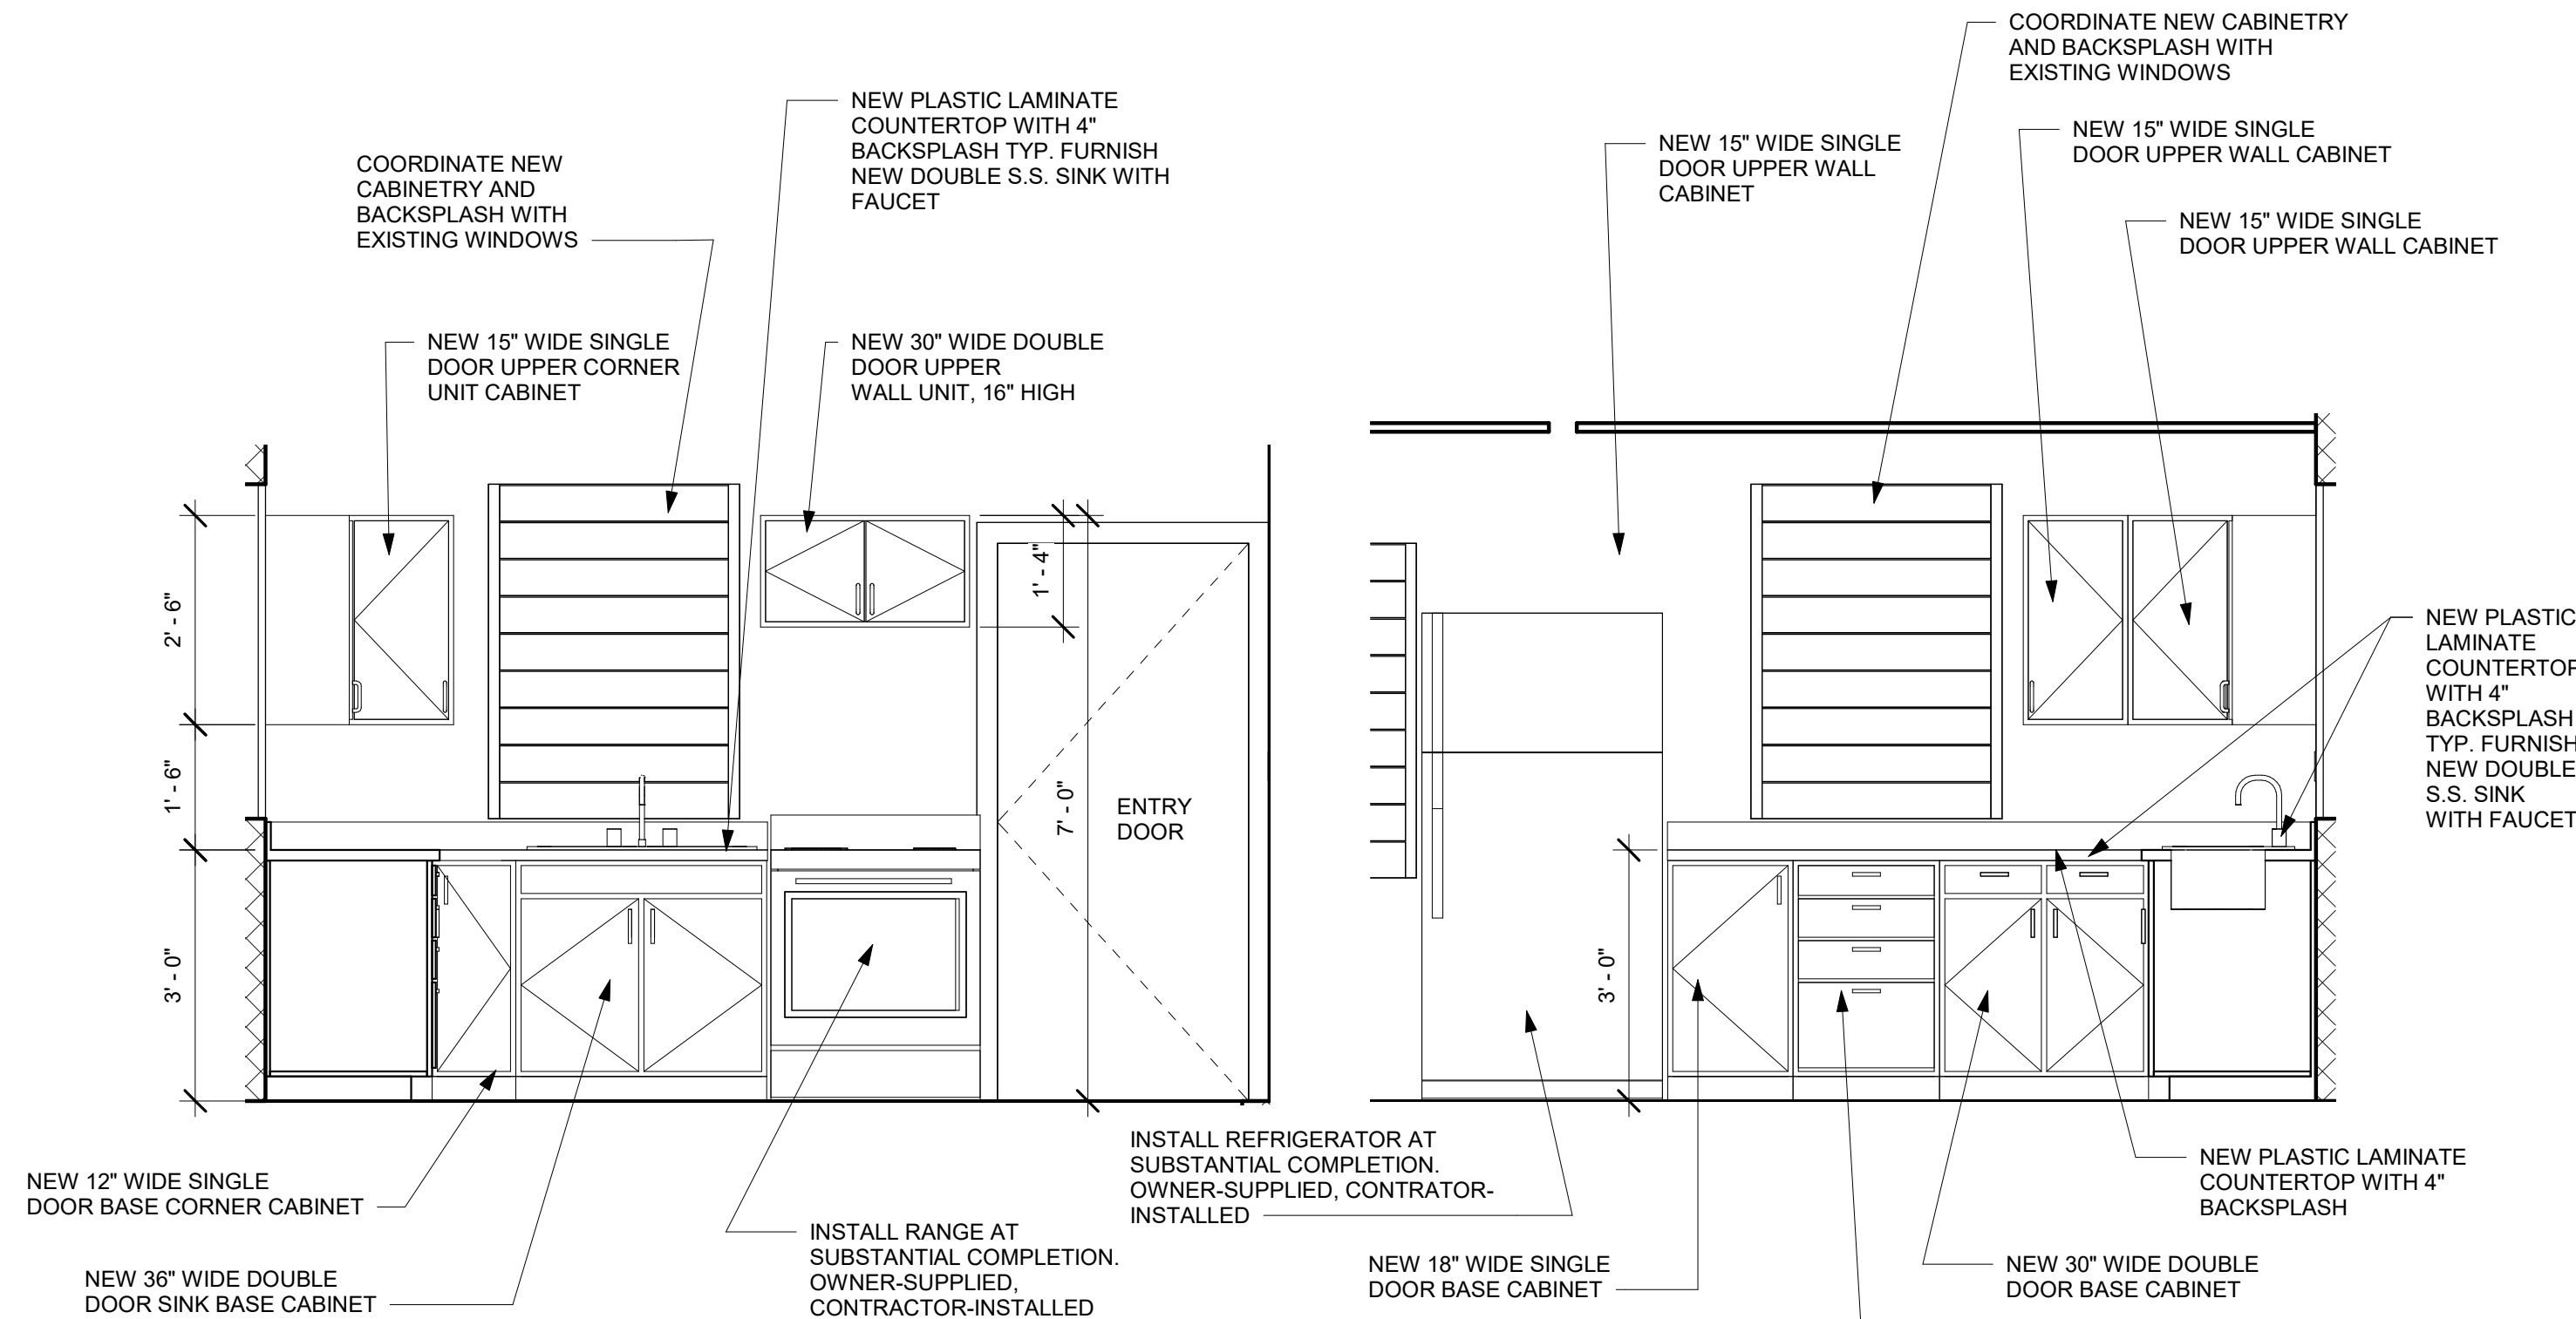 COORDINATE NEW CABINETRY
AND BACKSPLASH WITH
EXISTING WINDOWS
NEW PLASTIC LAMINATE
COUNTERTOP WITH 4"
BACKSPLASH TYP. FURNISH
NEW DOUBLE S.S. SINK WITH
FAUCET
NEW 15" WIDE SINGLE
DOOR UPPER WALL
CABINET
NEW 15" WIDE SINGLE
DOOR UPPER WALL CABINET
COORDINATE NEW
CABINETRY AND
BACKSPLASH WITH
EXISTING WINDOWS
NEW 15" WIDE SINGLE
DOOR UPPER WALL CABINET
NEW 15" WIDE SINGLE
DOOR UPPER CORNER
UNIT CABINET
NEW 30" WIDE DOUBLE
DOOR UPPER
WALL UNIT, 16" HIGH
2' - 6"
1' - 6"
3' - 0"
1' - 4"
7' - 0"
ENTRY
DOOR
3' - 0"
NEW PLASTIC
LAMINATE
COUNTERTOP
WITH 4"
BACKSPLASH
TYP. FURNISH
NEW DOUBLE
S.S. SINK
WITH FAUCET
NEW 12" WIDE SINGLE
DOOR BASE CORNER CABINET
NEW 36" WIDE DOUBLE
DOOR SINK BASE CABINET
INSTALL RANGE AT
SUBSTANTIAL COMPLETION.
OWNER-SUPPLIED,
CONTRACTOR-INSTALLED
INSTALL REFRIGERATOR AT
SUBSTANTIAL COMPLETION.
OWNER-SUPPLIED, CONTRATOR-
INSTALLED
NEW 18" WIDE SINGLE
DOOR BASE CABINET
NEW 30" WIDE DOUBLE
DOOR BASE CABINET
NEW PLASTIC LAMINATE
COUNTERTOP WITH 4"
BACKSPLASH